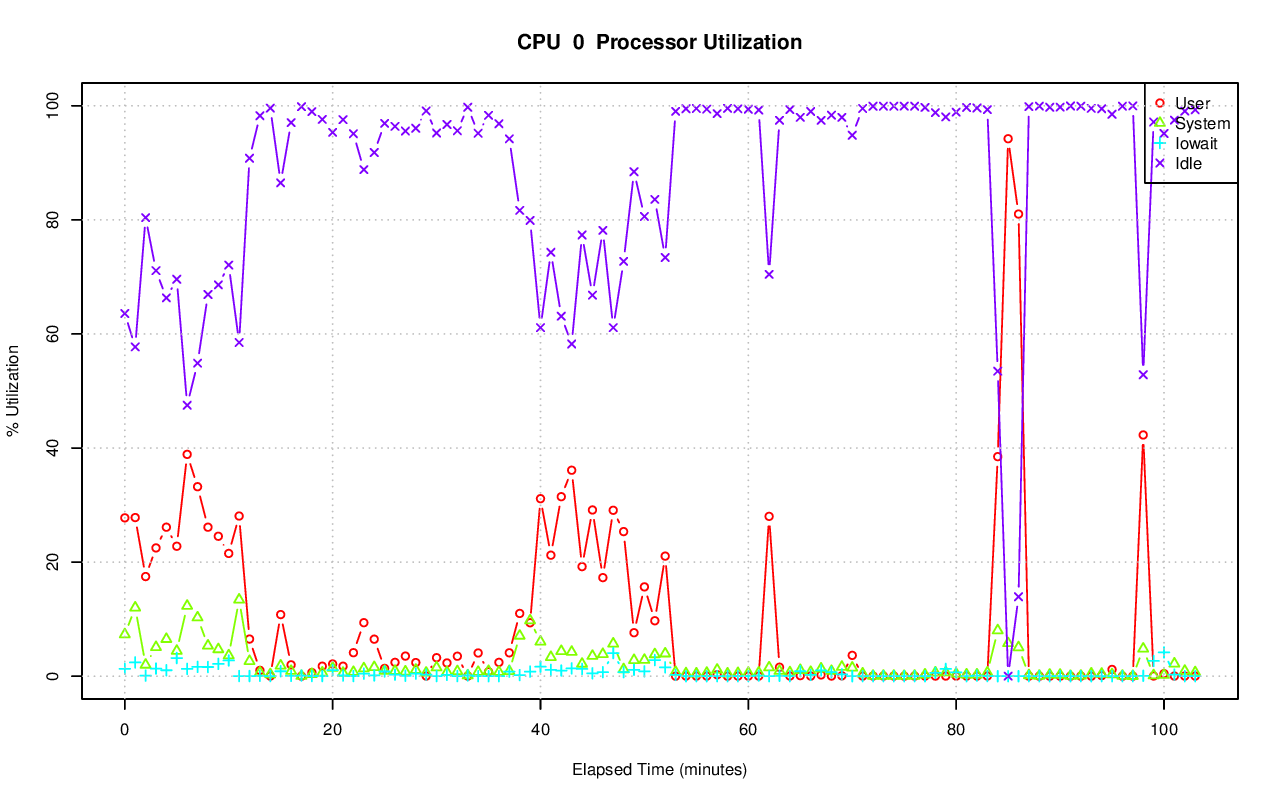 CPU 0 Processor Utilization
User
System
Iowait
Idle
% Utilization
100
80
60
40
20
0
0 20 40 60 80 100
Elapsed Time (minutes)